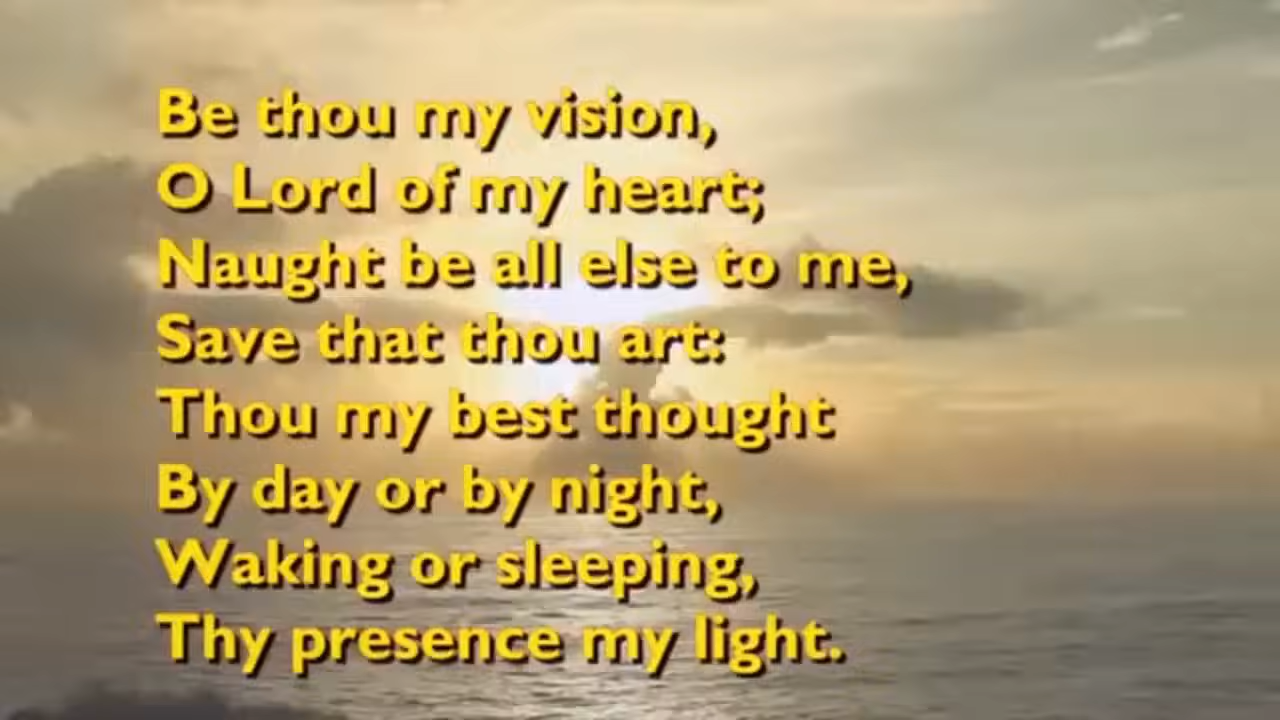 Be thou my vision,
O Lord of my heart;
Naught be all else to me,
Save that thou art:
Thou my best thought
By day or by night,
Waking or sleeping,
Thy presence my light.